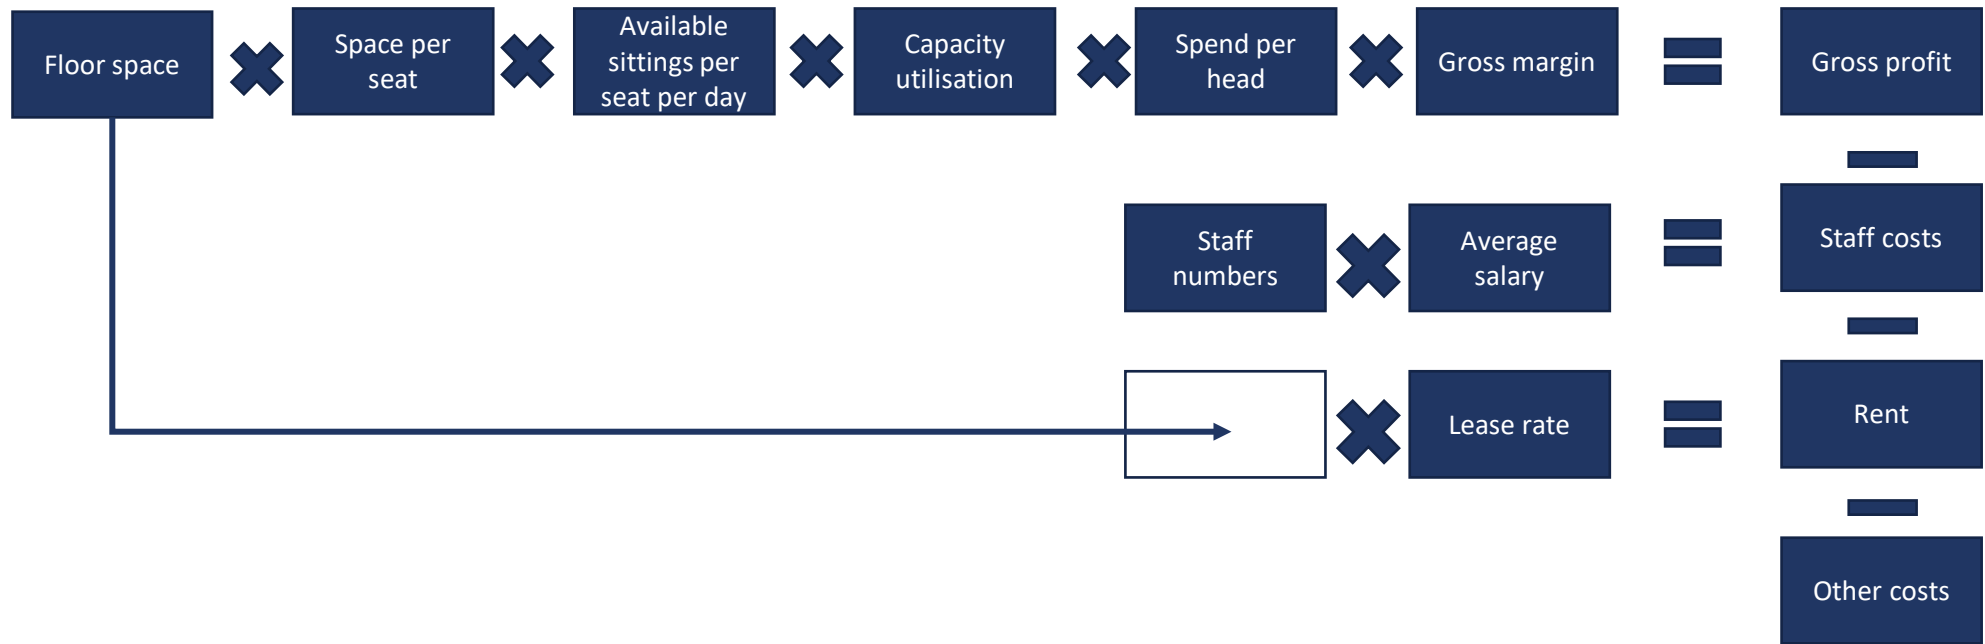 Floor space
Space per
seat
Available
sittings per
seat per day
Capacity
utilisation
Spend per
head
Gross margin
Gross profit
Staff
numbers
Average
salary
Staff costs
Lease rate
Rent
Other costs